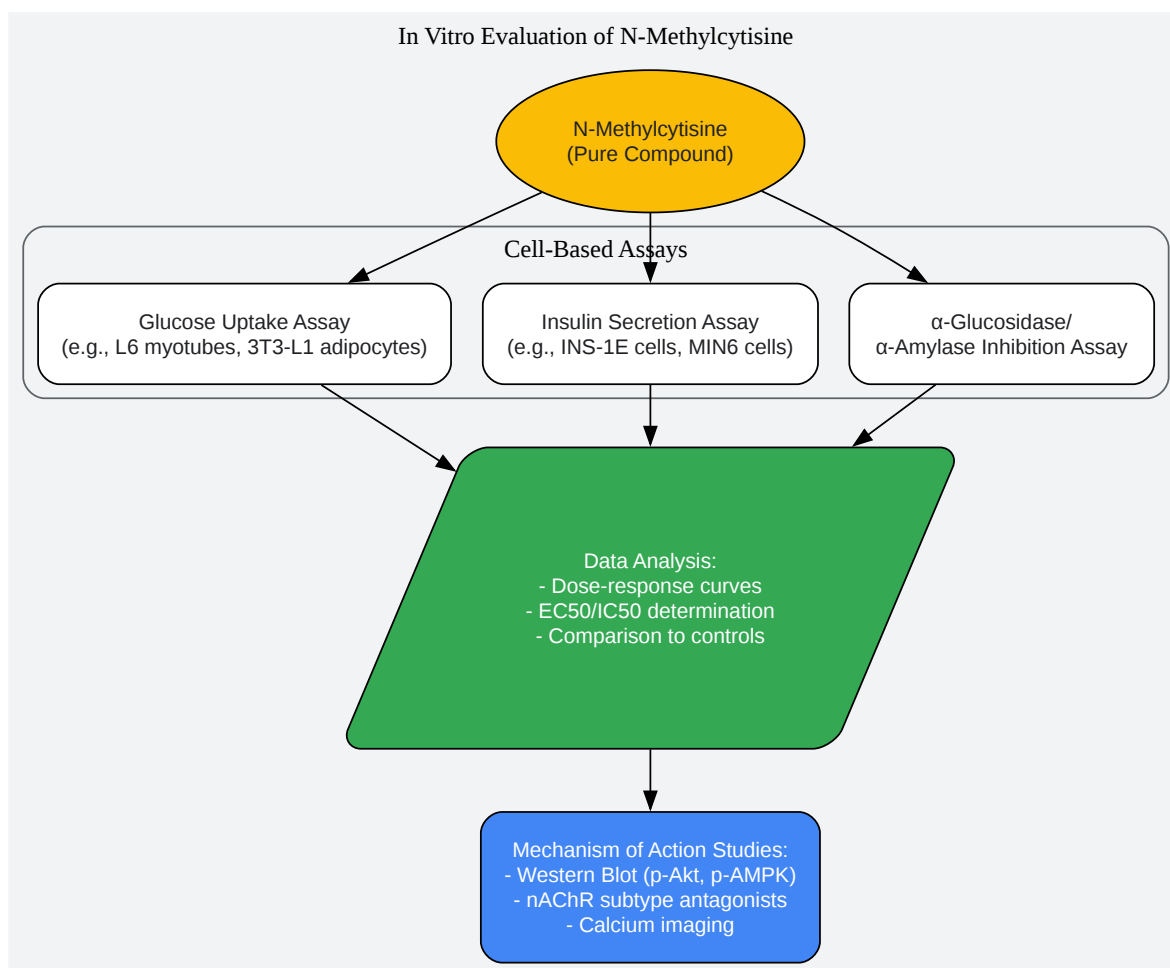 In Vitro Evaluation of N-Methylcytisine
N-Methylcytisine
(Pure Compound)
Cell-Based Assays
Glucose Uptake Assay
(e.g., L6 myotubes, 3T3-L1 adipocytes)
Insulin Secretion Assay
(e.g., INS-1E cells, MIN6 cells)
α-Glucosidase/
α-Amylase Inhibition Assay
Data Analysis:
- Dose-response curves
- EC50/IC50 determination
- Comparison to controls
Mechanism of Action Studies:
- Western Blot (p-Akt, p-AMPK)
- nAChR subtype antagonists
- Calcium imaging